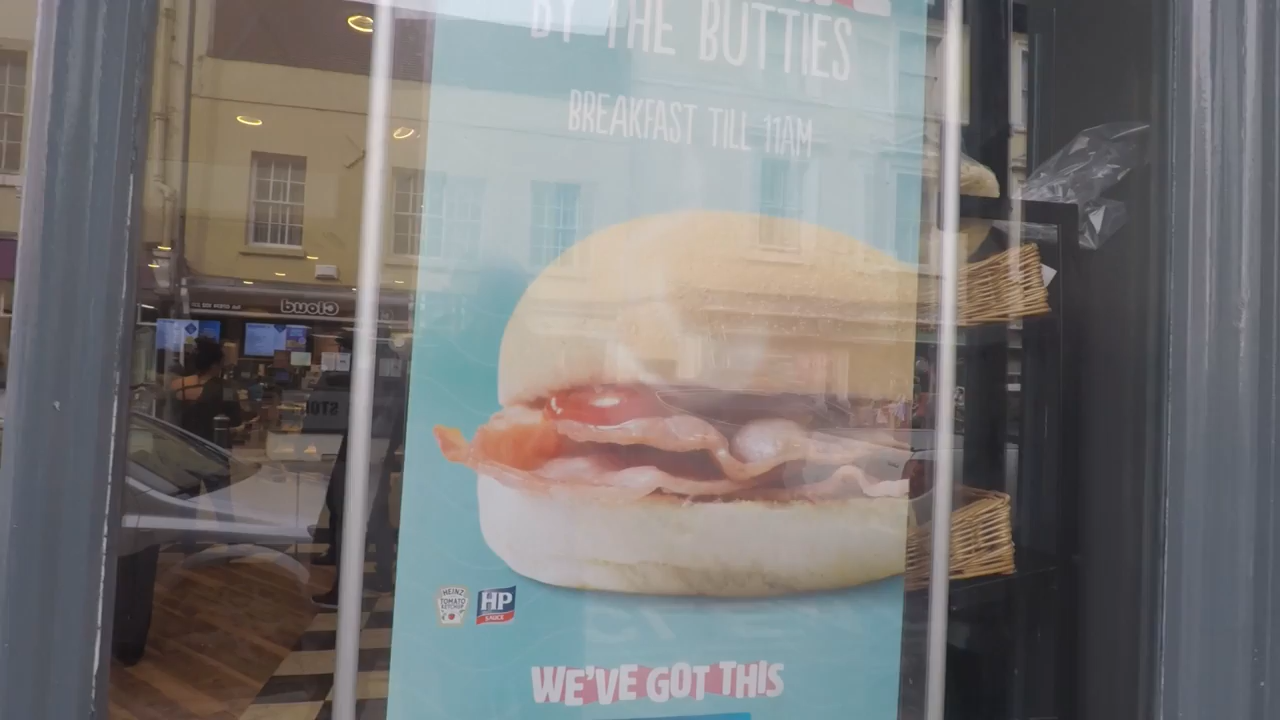 BY THE BUTTIES
BREAKFAST TILL 11AM
Cloud
HEINZ
TOMATO
KETCHUP
HP
SAUCE
WE'VE GOT THIS